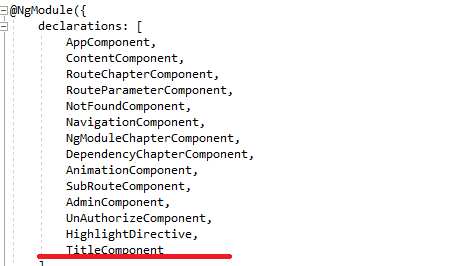 @NgModule({
declarations: [
AppComponent,
ContentComponent,
RouteChapterComponent,
RouteParameterComponent,
NotFoundComponent,
NavigationComponent,
NgModuleChapterComponent,
DependencyChapterComponent,
AnimationComponent,
SubRouteComponent,
AdminComponent,
UnAuthorizeComponent,
HighlightDirective,
TitleComponent
]